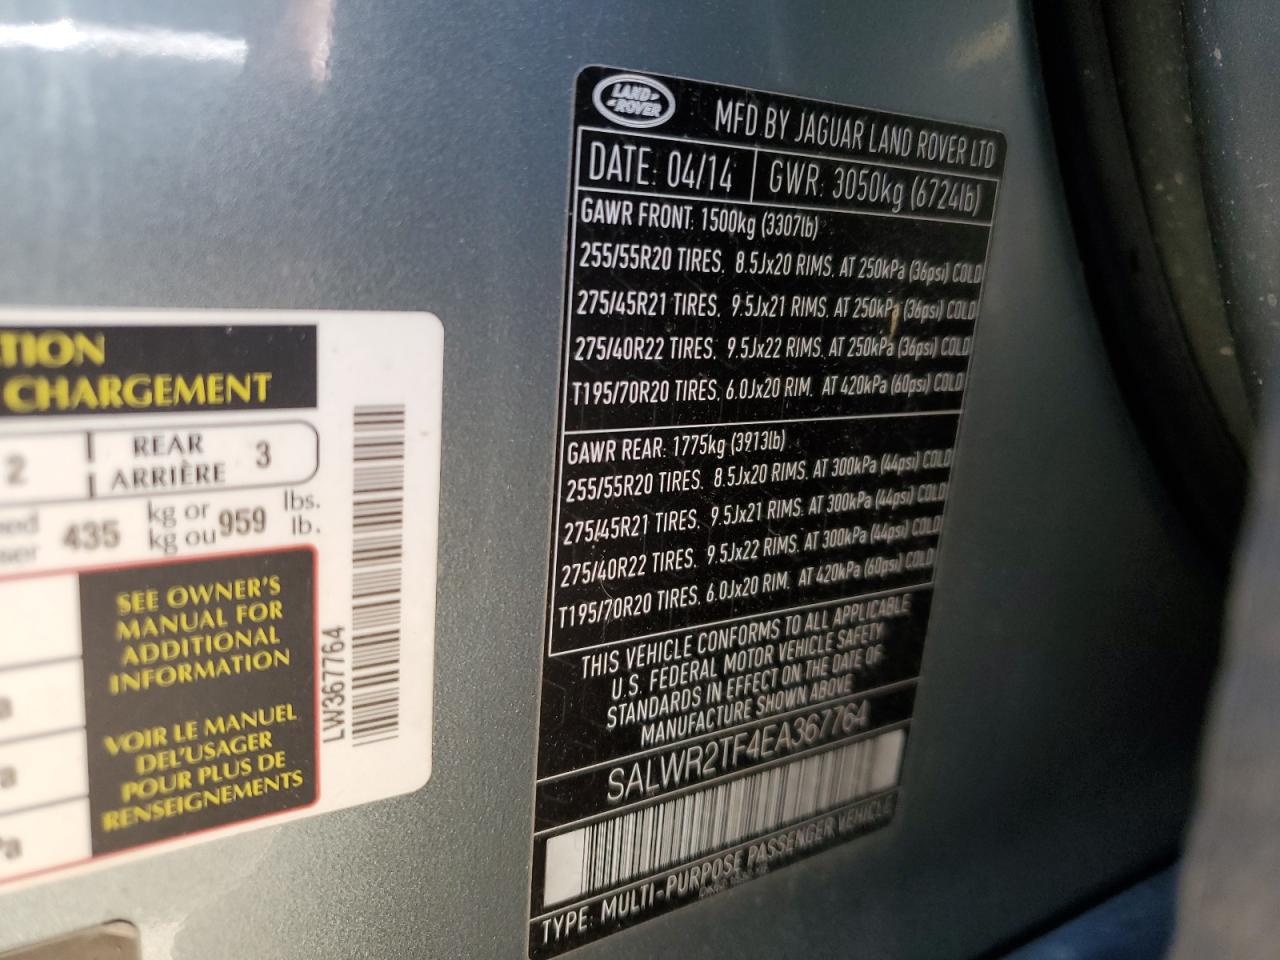 TION
CHARGEMENT
2
REAR
ARRIÈRE
3
435 kg or
kg ou 959 lbs.
lb.
SEE OWNER'S
MANUAL FOR
ADDITIONAL
INFORMATION
VOIR LE MANUEL
DEL'USAGER
POUR PLUS DE
RENSEIGNEMENTS
LW367764
LAND
ROVER
MFD BY JAGUAR LAND ROVER LTD
DATE: 04/14
GWR: 3050kg (6724lb)
GAWR FRONT: 1500kg (3307lb)
255/55R20 TIRES, 8.5Jx20 RIMS, AT 250kPa (36psi) COLD
275/45R21 TIRES, 9.5Jx21 RIMS, AT 250kPa (36psi) COLD
275/40R22 TIRES, 9.5Jx22 RIMS, AT 250kPa (36psi) COLD
T195/70R20 TIRES, 6.0Jx20 RIM, AT 420kPa (60psi) COLD
GAWR REAR: 1775kg (3913lb)
255/55R20 TIRES, 8.5Jx20 RIMS, AT 300kPa (44psi) COLD
275/45R21 TIRES, 9.5Jx21 RIMS, AT 300kPa (44psi) COLD
275/40R22 TIRES, 9.5Jx22 RIMS, AT 300kPa (44psi) COLD
T195/70R20 TIRES, 6.0Jx20 RIM, AT 420kPa (60psi) COLD
THIS VEHICLE CONFORMS TO ALL APPLICABLE
U.S. FEDERAL MOTOR VEHICLE SAFETY
STANDARDS IN EFFECT ON THE DATE OF
MANUFACTURE SHOWN ABOVE
SALWR2TF4EA367764
TYPE: MULTI-PURPOSE PASSENGER VEHICLE